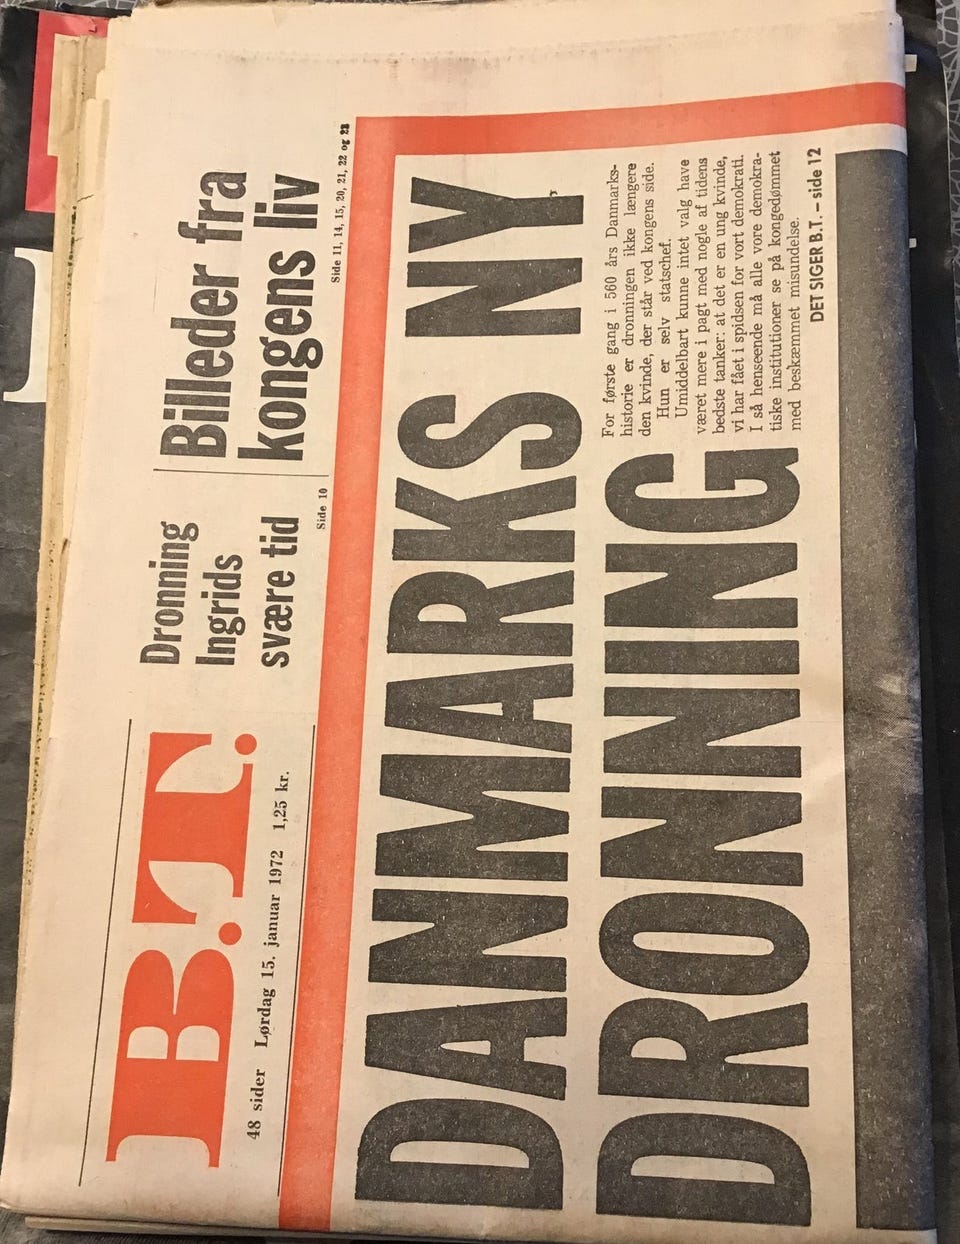 B.T.
48 sider Lørdag 15. januar 1972 1,25 kr.
Dronning
Ingrids
svære tid
Side 10
Billeder fra
kongens liv
Side 11, 14, 15, 20, 21, 22 og 23
DANMARKS NY
DRONNING
For første gang i 560 års Danmarks-
historie er dronningen ikke længere
den kvinde, der står ved kongens side.
Hun er selv statschef.
Umiddelbart kunne intet valg have
været mere i pagt med nogle af tidens
bedste tanker: at det er en ung kvinde,
vi har fået i spidsen for vort demokrati.
I så henseende må alle vore demokra-
tiske institutioner se på kongedømmet
med beskæmmet misundelse.
DET SIGER B.T. – side 12